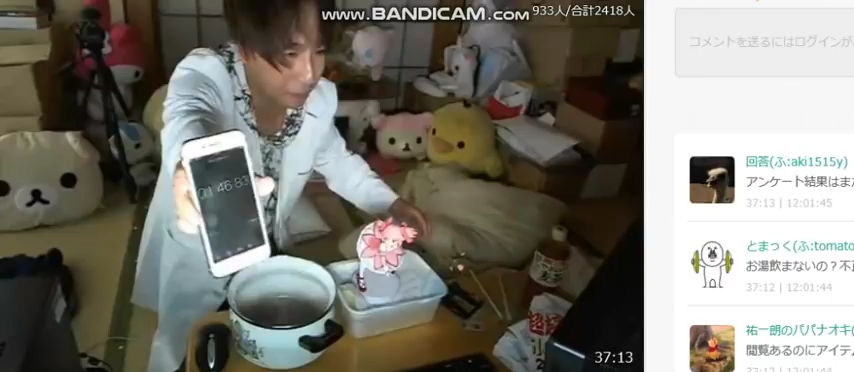 www.BANDICAM.com
933人/合計2418人
01:46.83
37:13
コメントを送るにはログインが
回答(ふ:aki1515y)
アンケート結果はまだ
37:13 | 12:01:45
とまっく(ふ:tomato
お湯飲まないの？不
37:12 | 12:01:44
祐一朗のパパナオキ(
閲覧あるのにアイテム
37:12 | 12:01:44